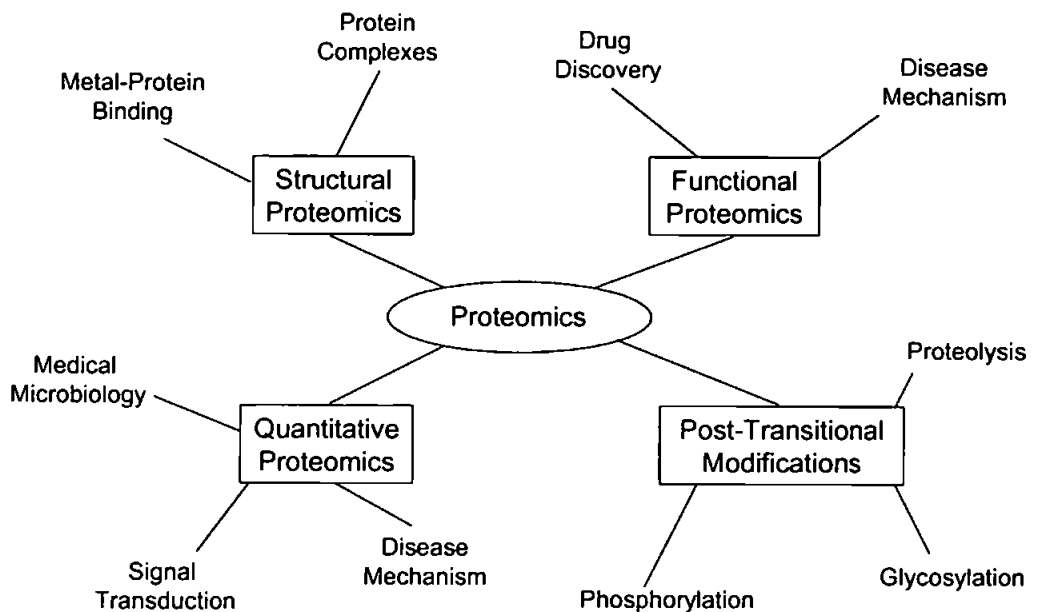 Protein
Complexes
Drug
Discovery
Metal-Protein
Binding
Disease
Mechanism
Structural
Proteomics
Functional
Proteomics
Proteomics
Medical
Microbiology
Proteolysis
Quantitative
Proteomics
Post-Transitional
Modifications
Signal
Transduction
Disease
Mechanism
Phosphorylation
Glycosylation